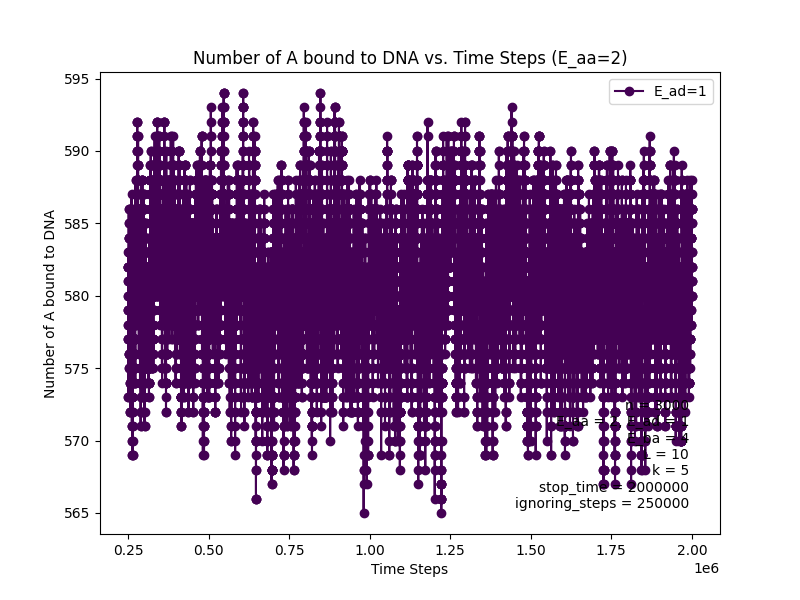 Number of A bound to DNA vs. Time Steps (E_aa=2)
E_ad=1
Number of A bound to DNA
595
590
585
580
575
570
565
= 4
L = 10
k = 5
stop_time = 2000000
ignoring_steps = 250000
0.25
0.50
0.75
1.00
1.25
1.50
1.75
2.00
1e6
Time Steps